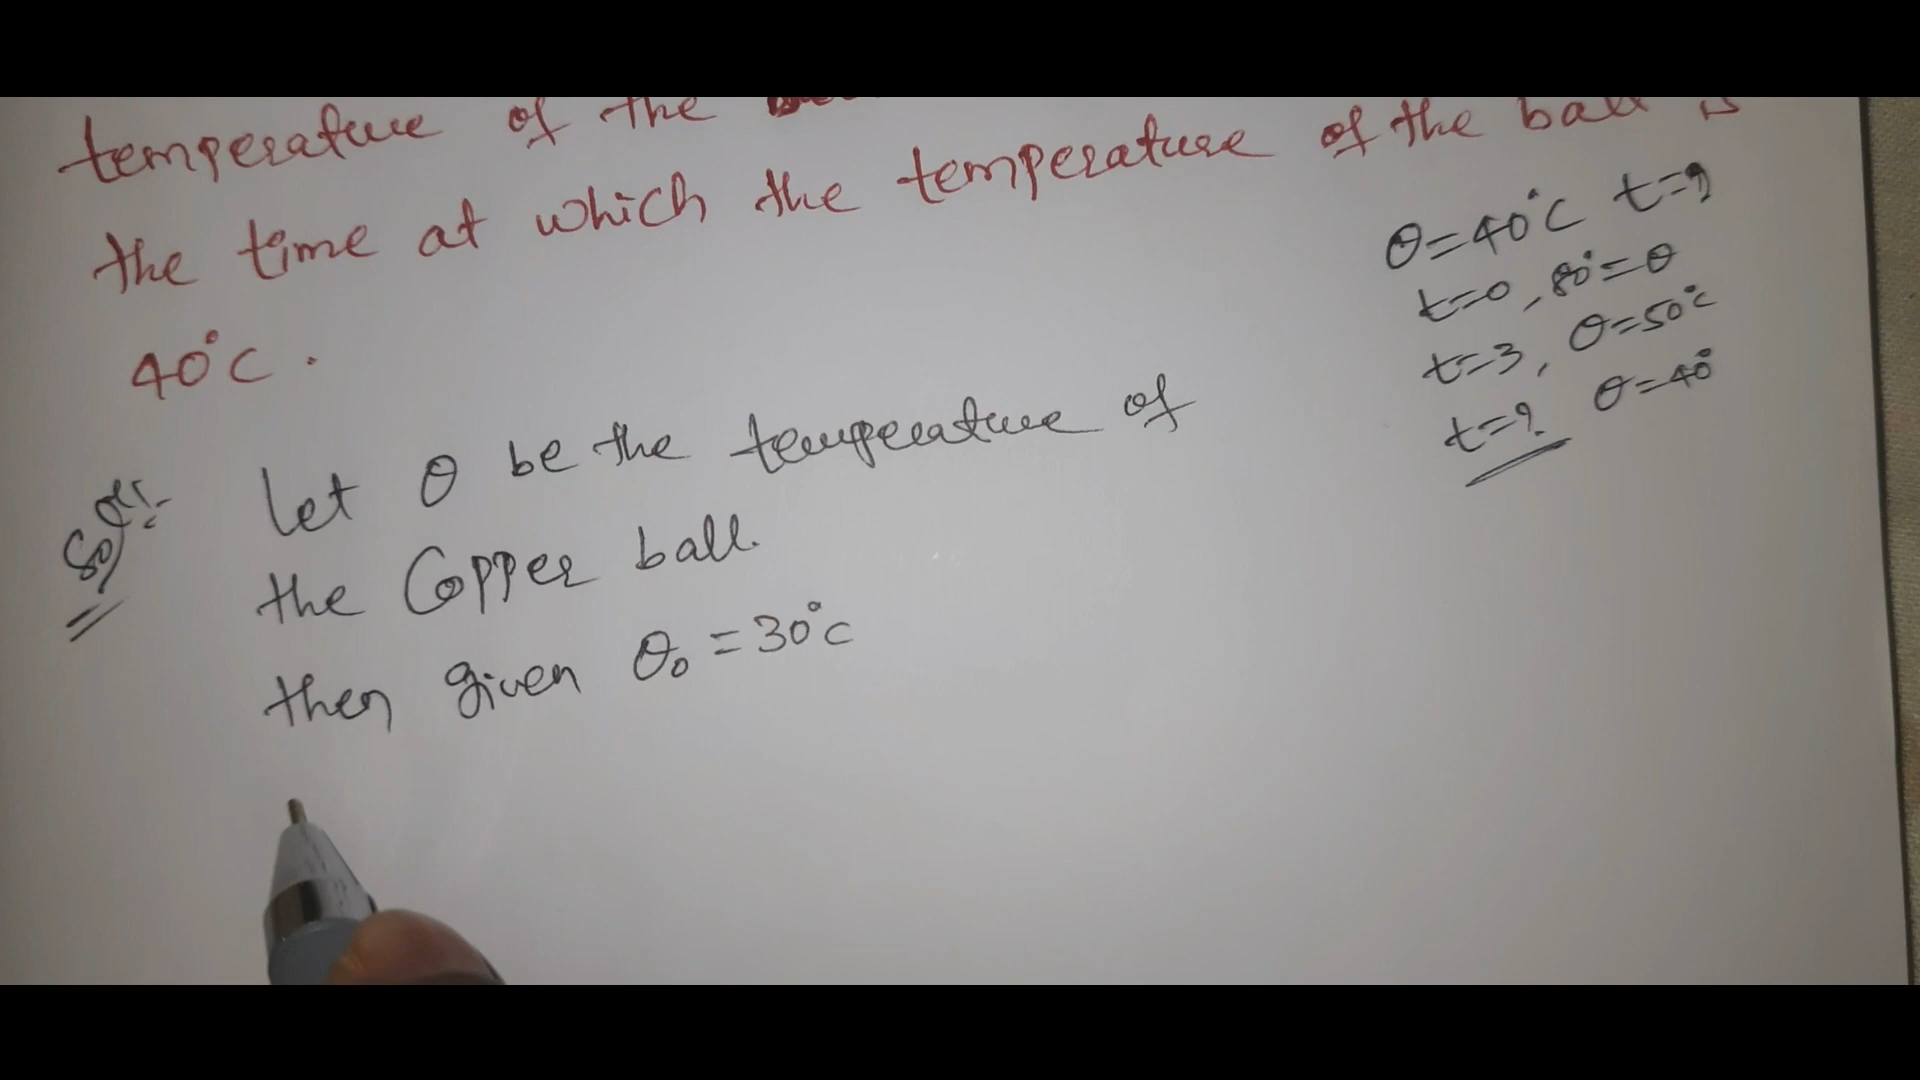 temperature of the
the time at which the temperature of the ball is
40°C.
θ=40°C t=?
t=0, 80°=θ
t=3, θ=50°C
t=? θ=40°
Sol:- Let θ be the temperature of
the Copper ball.
then given θ₀ = 30°C